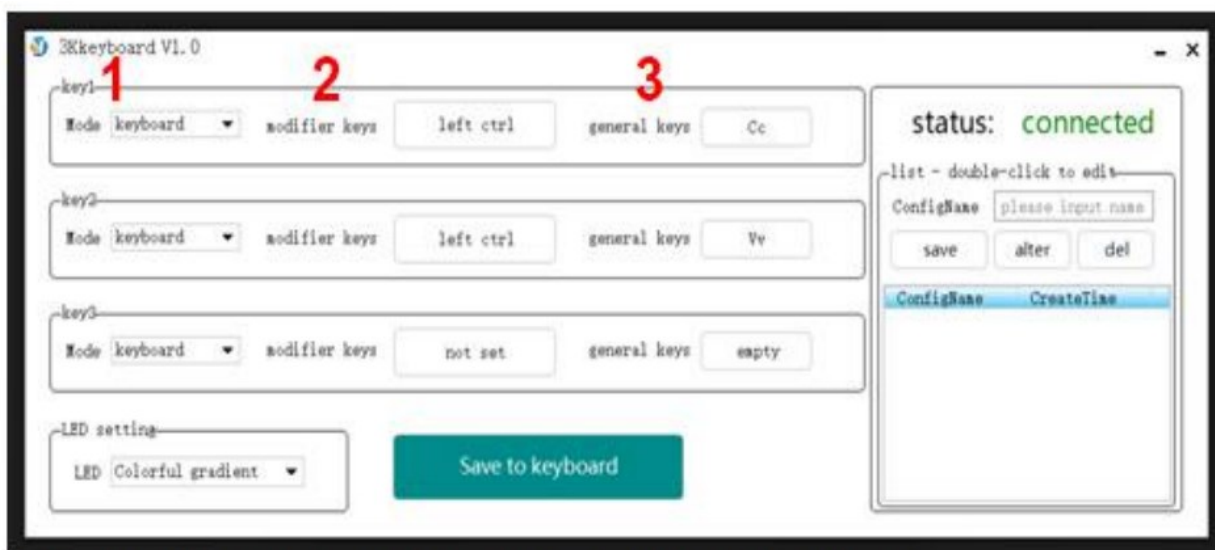 3Kkeyboard V1.0
1 2 3
key1
Mode keyboard modifier keys left ctrl general keys Cc
key2
Mode keyboard modifier keys left ctrl general keys Vv
key3
Mode keyboard modifier keys not set general keys empty
LED setting
LED Colorful gradient
Save to keyboard
status: connected
list - double-click to edit
ConfigName please input name
save alter del
ConfigName CreateTime